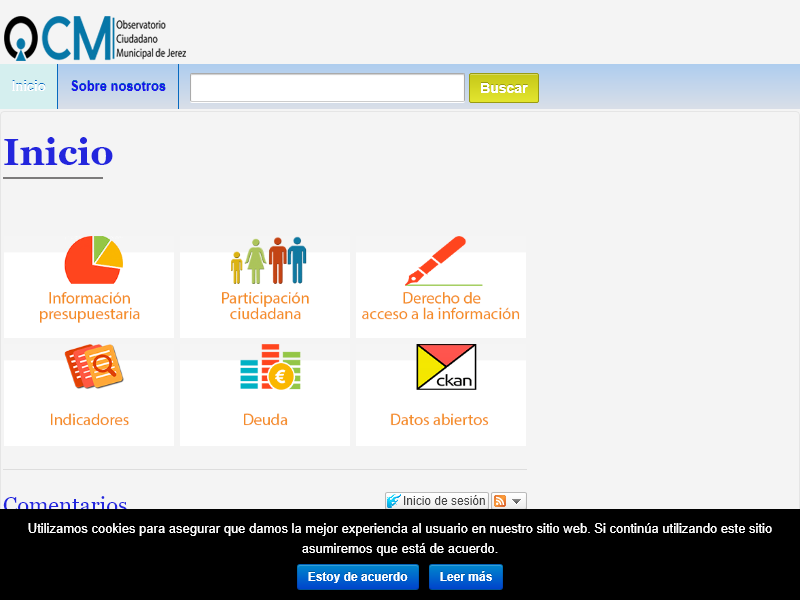 OCM
Observatorio
Ciudadano
Municipal de Jerez
Inicio
Sobre nosotros
Buscar
Inicio
Información
presupuestaria
Participación
ciudadana
Derecho de
acceso a la información
Indicadores
€
Deuda
ckan
Datos abiertos
Comentarios
Inicio de sesión
Utilizamos cookies para asegurar que damos la mejor experiencia al usuario en nuestro sitio web. Si continúa utilizando este sitio
asumiremos que está de acuerdo.
Estoy de acuerdo
Leer más